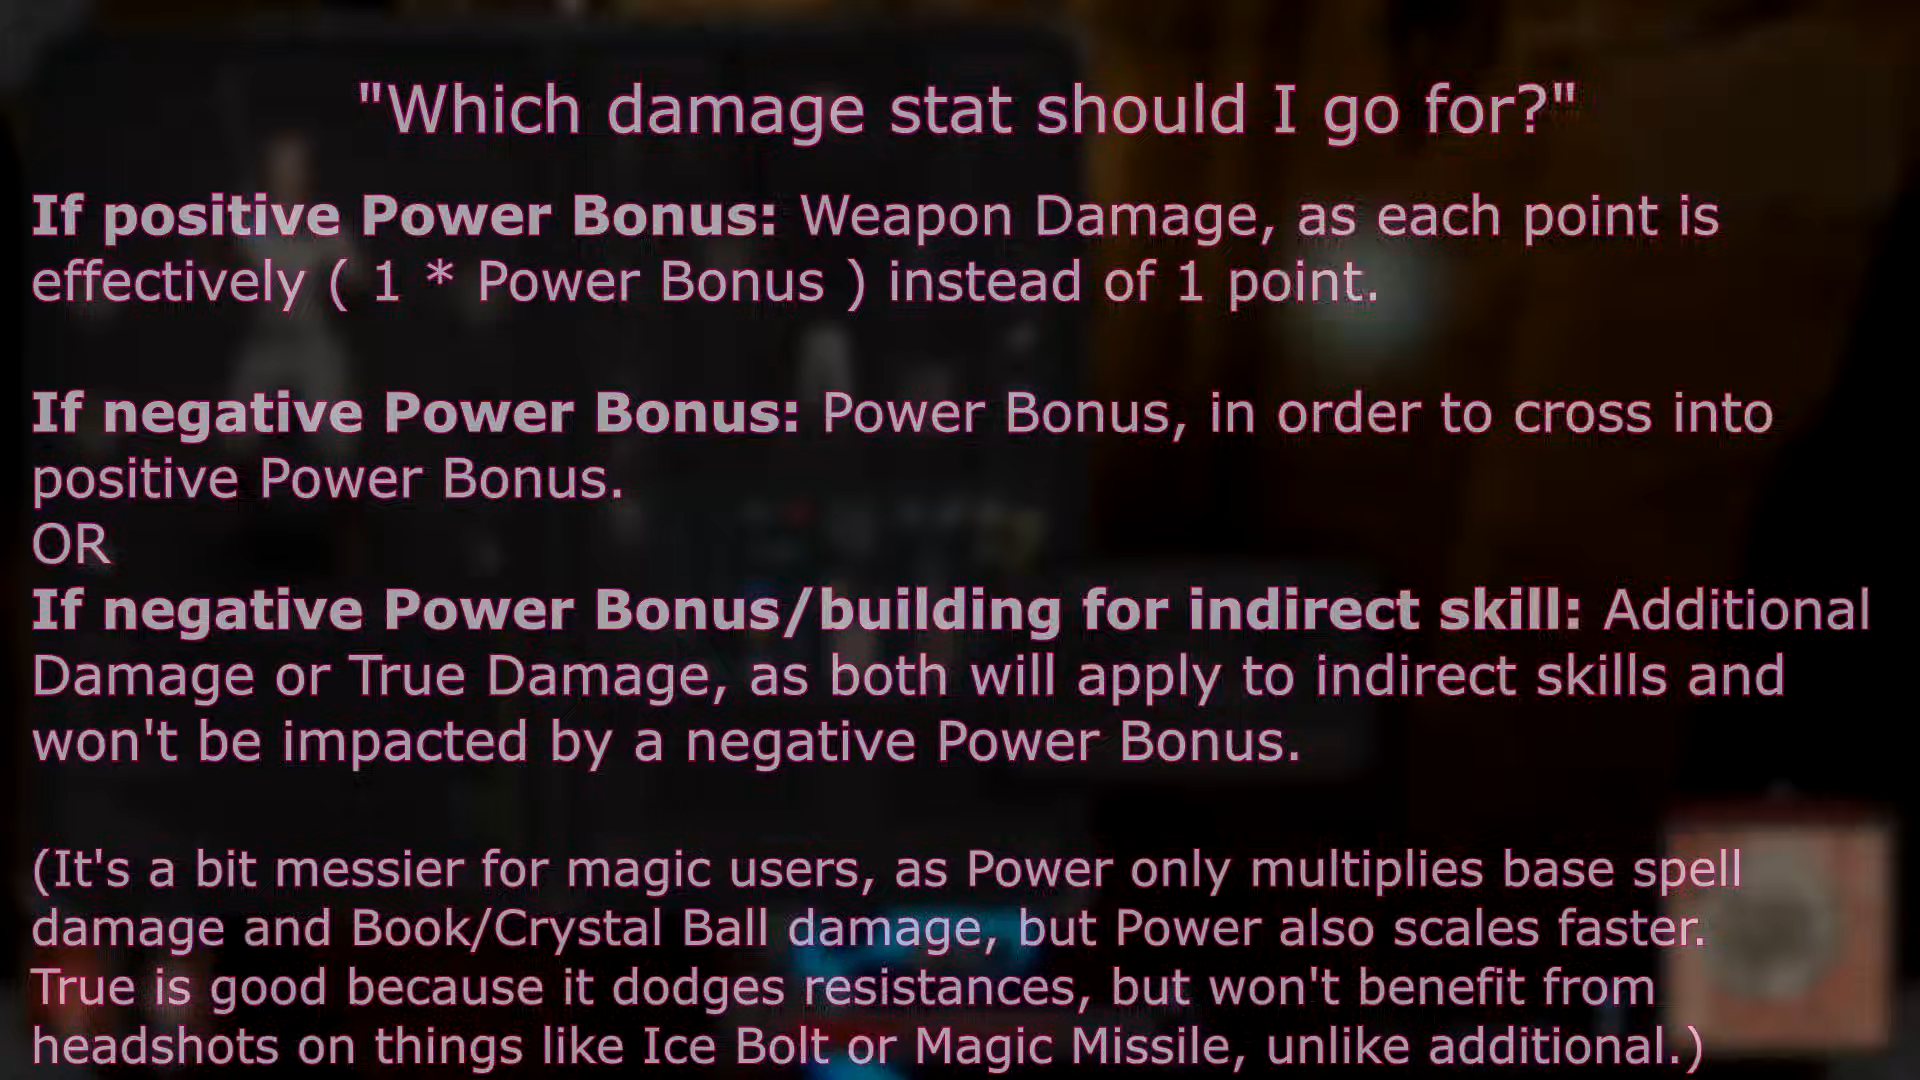 "Which damage stat should I go for?"
If positive Power Bonus: Weapon Damage, as each point is
effectively ( 1 * Power Bonus ) instead of 1 point.
If negative Power Bonus: Power Bonus, in order to cross into
positive Power Bonus.
OR
If negative Power Bonus/building for indirect skill: Additional
Damage or True Damage, as both will apply to indirect skills and
won't be impacted by a negative Power Bonus.
(It's a bit messier for magic users, as Power only multiplies base spell
damage and Book/Crystal Ball damage, but Power also scales faster.
True is good because it dodges resistances, but won't benefit from
headshots on things like Ice Bolt or Magic Missile, unlike additional.)